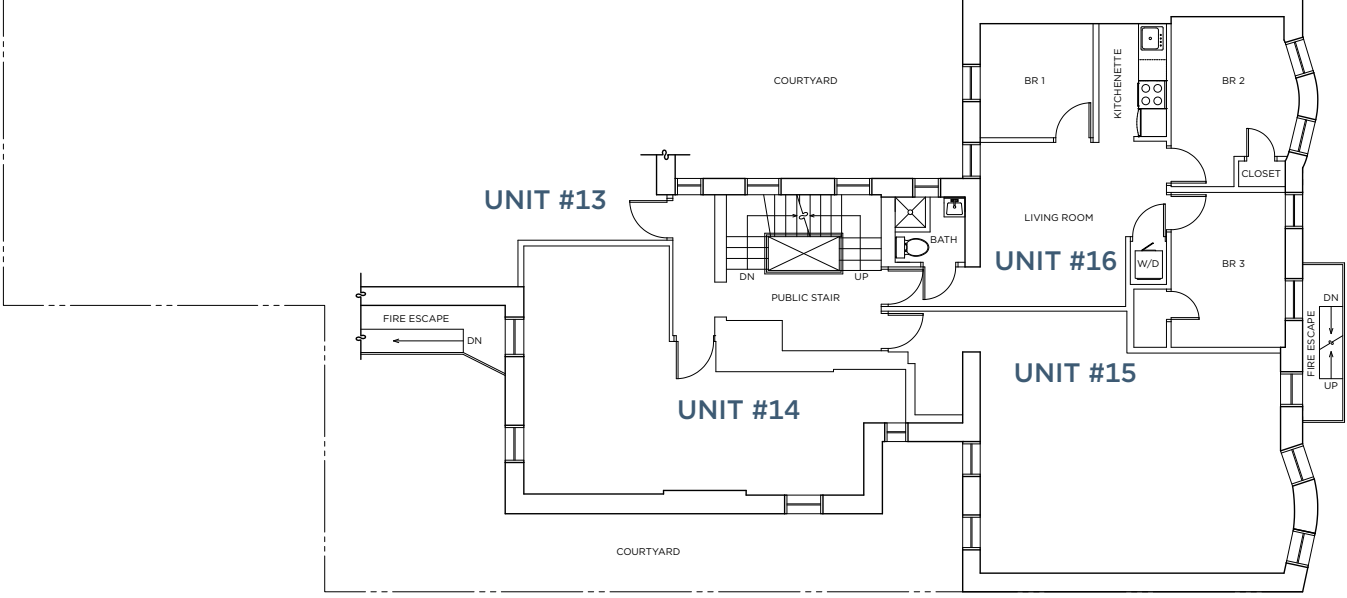 COURTYARD
BR 1
KITCHENETTE
BR 2
CLOSET
UNIT #13
LIVING ROOM
BATH
UNIT #16
W/D
BR 3
DN
UP
PUBLIC STAIR
FIRE ESCAPE
DN
FIRE ESCAPE
DN
UP
UNIT #15
UNIT #14
COURTYARD